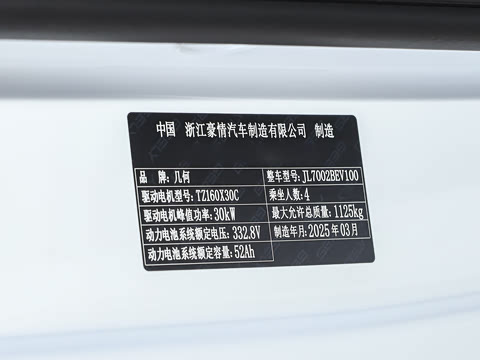 中国 浙江豪情汽车制造有限公司 制造
品 牌:几何 整车型号:JL7002BEV100
驱动电机型号:TZ160X30C 乘坐人数:4
驱动电机峰值功率:30kW 最大允许总质量:1125kg
动力电池系统额定电压:332.8V 制造年月:2025年03月
动力电池系统额定容量:52Ah